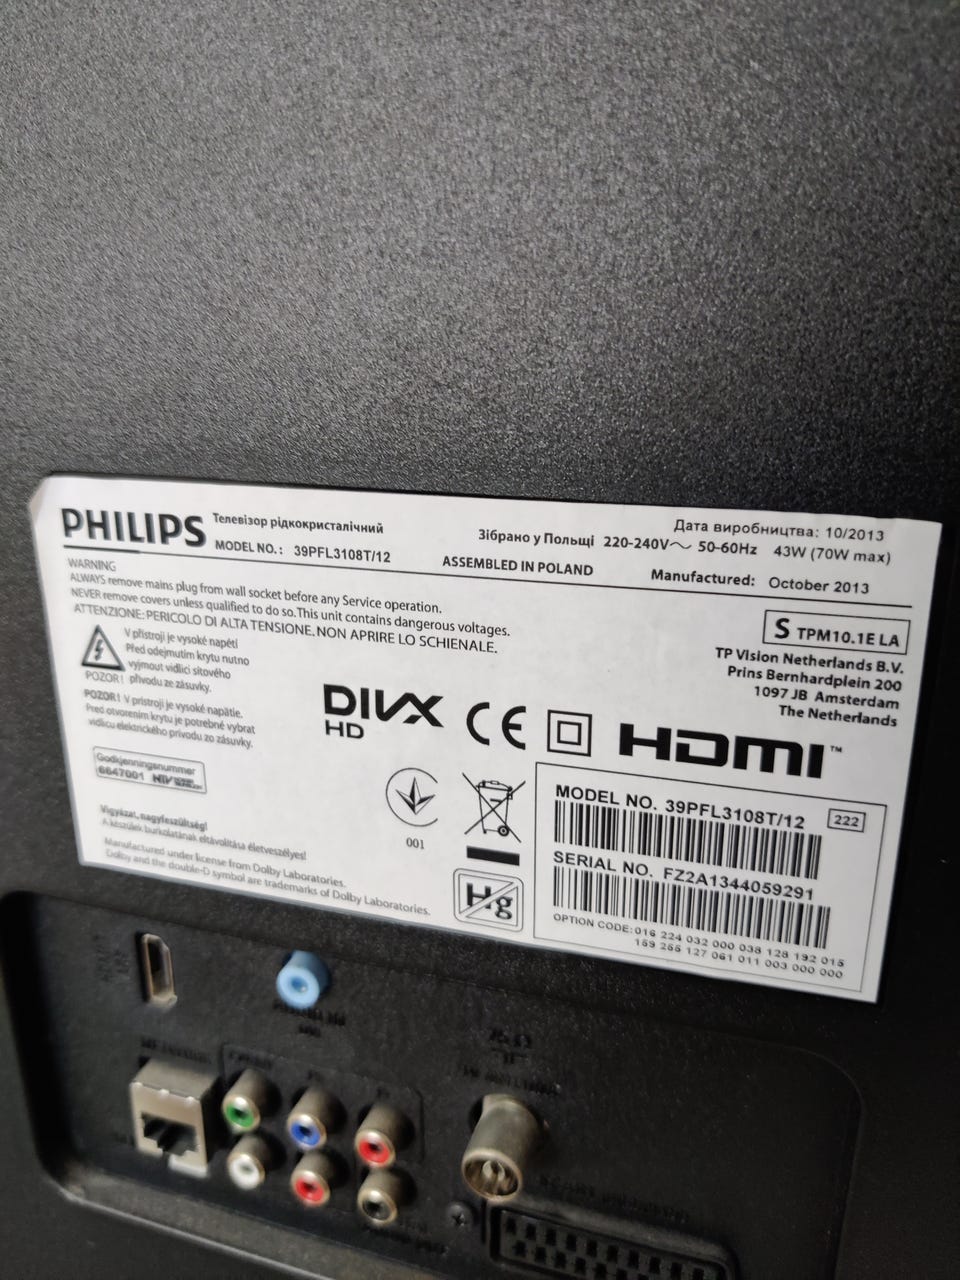 PHILIPS Телевізор рідкокристалічний
MODEL NO.: 39PFL3108T/12
Зібрано у Польщі 220-240V~ 50-60Hz 43W (70W max)
Дата виробництва: 10/2013
ASSEMBLED IN POLAND
Manufactured: October 2013
WARNING
ALWAYS remove mains plug from wall socket before any Service operation.
NEVER remove covers unless qualified to do so. This unit contains dangerous voltages.
ATTENZIONE: PERICOLO DI ALTA TENSIONE. NON APRIRE LO SCHIENALE.
V přístroji je vysoké napětí
Před odejmutím krytu nutno
vyjmout vidlici síťového
POZOR! přívodu ze zásuvky.
POZOR! V prístroji je vysoké napätie.
Pred otvorením krytu je potrebné vybrat
vidlicu elektrického prívodu zo zásuvky.
S TPM10.1E LA
TP Vision Netherlands B.V.
Prins Bernhardplein 200
1097 JB Amsterdam
The Netherlands
DIVX
HD
CE
HDMI™
Godkjenningsnummer
6647001
001
Hg
Vigyázat, nagyfeszültség!
A készülék burkolatának eltávolítása életveszélyes!
Manufactured under license from Dolby Laboratories.
Dolby and the double-D symbol are trademarks of Dolby Laboratories.
MODEL NO. 39PFL3108T/12 222
SERIAL NO. FZ2A1344059291
OPTION CODE: 016 224 032 000 038 128 192 015
159 255 127 061 011 003 000 000